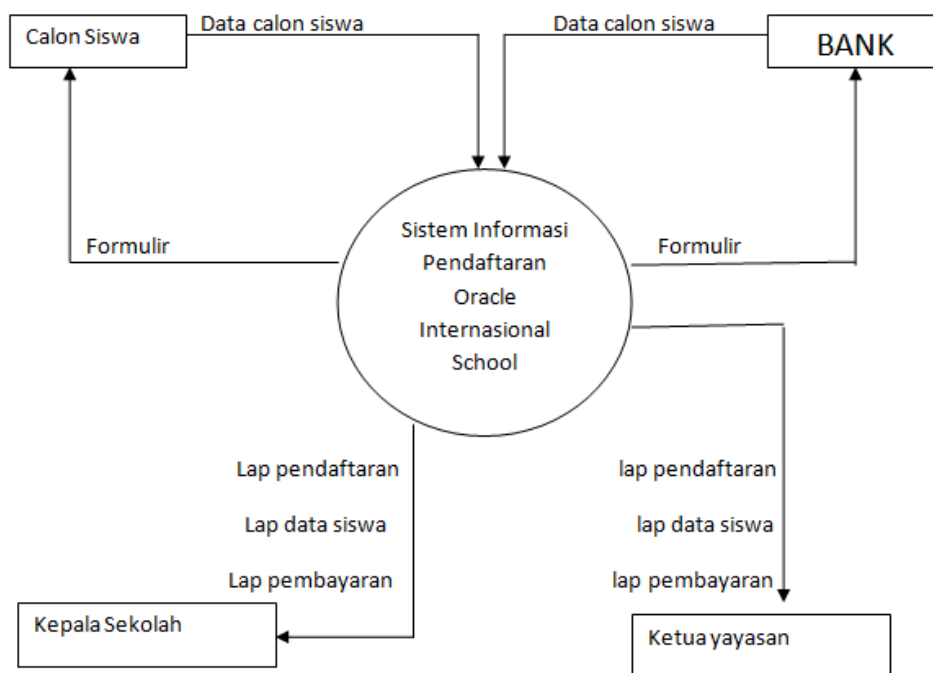 Data calon siswa
Data calon siswa
Calon Siswa
BANK
Sistem Informasi
Pendaftaran
Oracle
Internasional
School
Formulir
Formulir
Lap pendaftaran
Lap data siswa
Lap pembayaran
lap pendaftaran
lap data siswa
lap pembayaran
Kepala Sekolah
Ketua yayasan